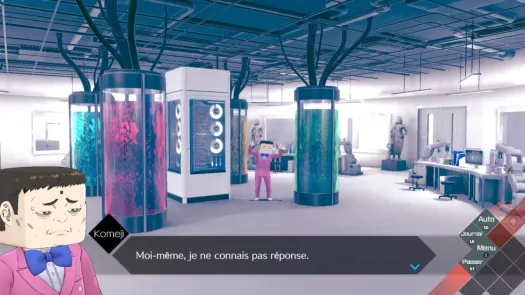 Komeji
Moi-même, je ne connais pas réponse.
Auto
Journal
Menu
Passer